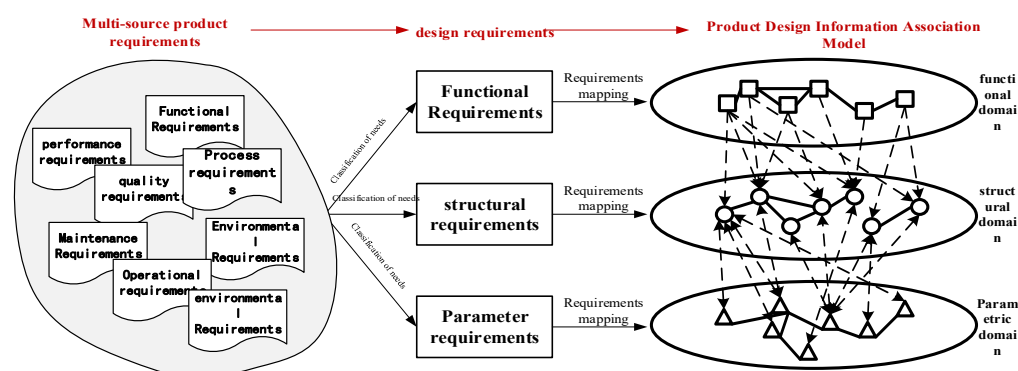 Multi-source product
requirements
design requirements
Product Design Information Association
Model
Functional
Requirements
performance
requirements
Process
requirement
s
quality
requirements
Maintenance
Requirements
Environmenta
l
Requirements
Operational
requirements
environmenta
l
Requirements
Classification of needs
Classification of needs
Classification of needs
Functional
Requirements
structural
requirements
Parameter
requirements
Requirements
mapping
Requirements
mapping
Requirements
mapping
functi
onal
domai
n
struct
ural
domai
n
Param
etric
domai
n